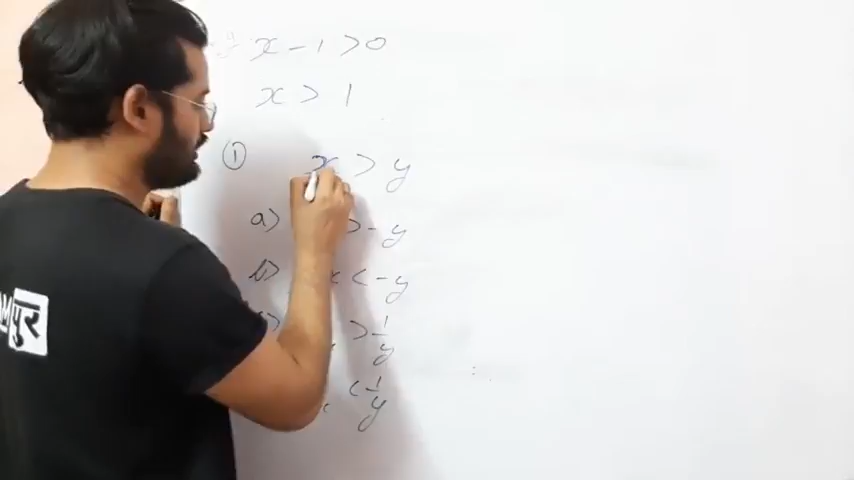 x - 1 > 0
x > 1
① x > y
a) > - y
b) x < - y
> 1/y
< 1/y
पुर